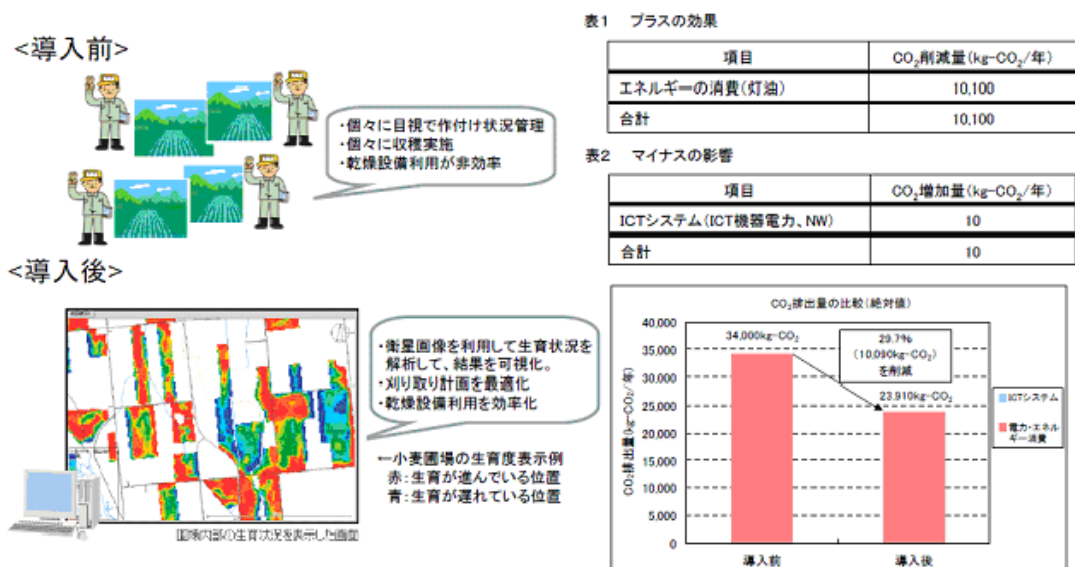 <導入前>
・個々に目視で作付け状況管理
・個々に収穫実施
・乾燥設備利用が非効率
<導入後>
・衛星画像を利用して生育状況を
解析して、結果を可視化。
・刈り取り計画を最適化
・乾燥設備利用を効率化
←小麦圃場の生育度表示例
赤：生育が進んでいる位置
青：生育が遅れている位置
圃場内部の生育状況を表示した画面
表1 プラスの効果
項目 CO₂削減量(kg-CO₂/年)
エネルギーの消費(灯油) 10,100
合計 10,100
表2 マイナスの影響
項目 CO₂増加量(kg-CO₂/年)
ICTシステム(ICT機器電力、NW) 10
合計 10
CO₂排出量の比較(絶対値)
CO₂排出量(kg-CO₂/年)
40,000
35,000
30,000
25,000
20,000
15,000
10,000
5,000
0
34,000kg-CO₂
29.7%
(10,090kg-CO₂)
を削減
23,910kg-CO₂
導入前 導入後
ICTシステム
電力・エネル
ギー消費